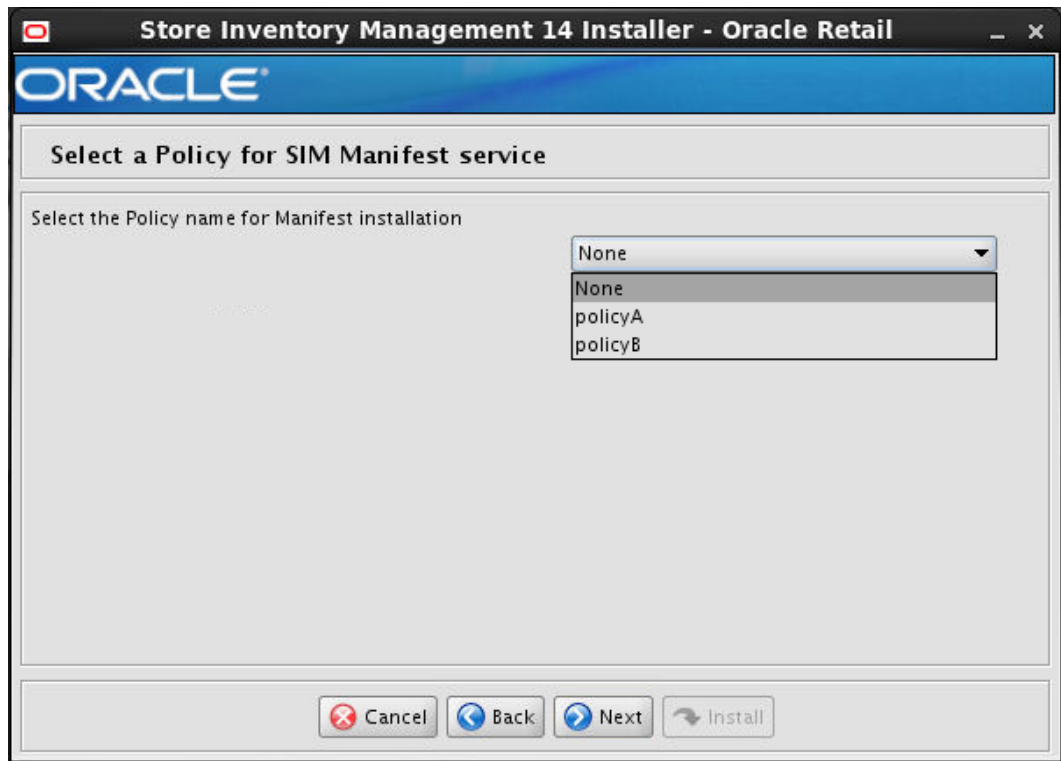 Store Inventory Management 14 Installer - Oracle Retail
ORACLE®
Select a Policy for SIM Manifest service
Select the Policy name for Manifest installation
None
None
policyA
policyB
Cancel Back Next Install